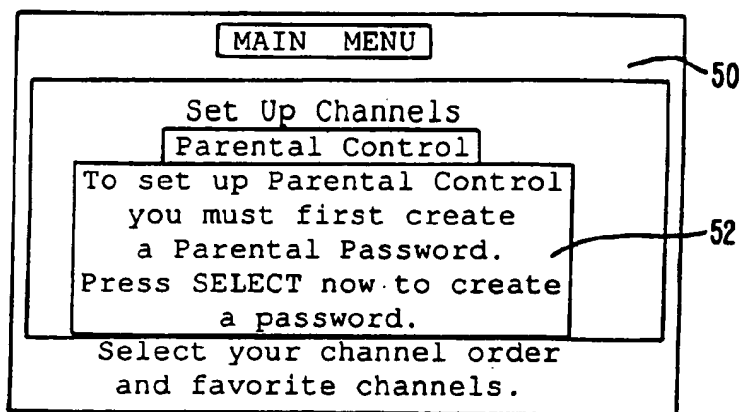 MAIN MENU
50
Set Up Channels
Parental Control
To set up Parental Control
you must first create
a Parental Password.
52
Press SELECT now to create
a password.
Select your channel order
and favorite channels.